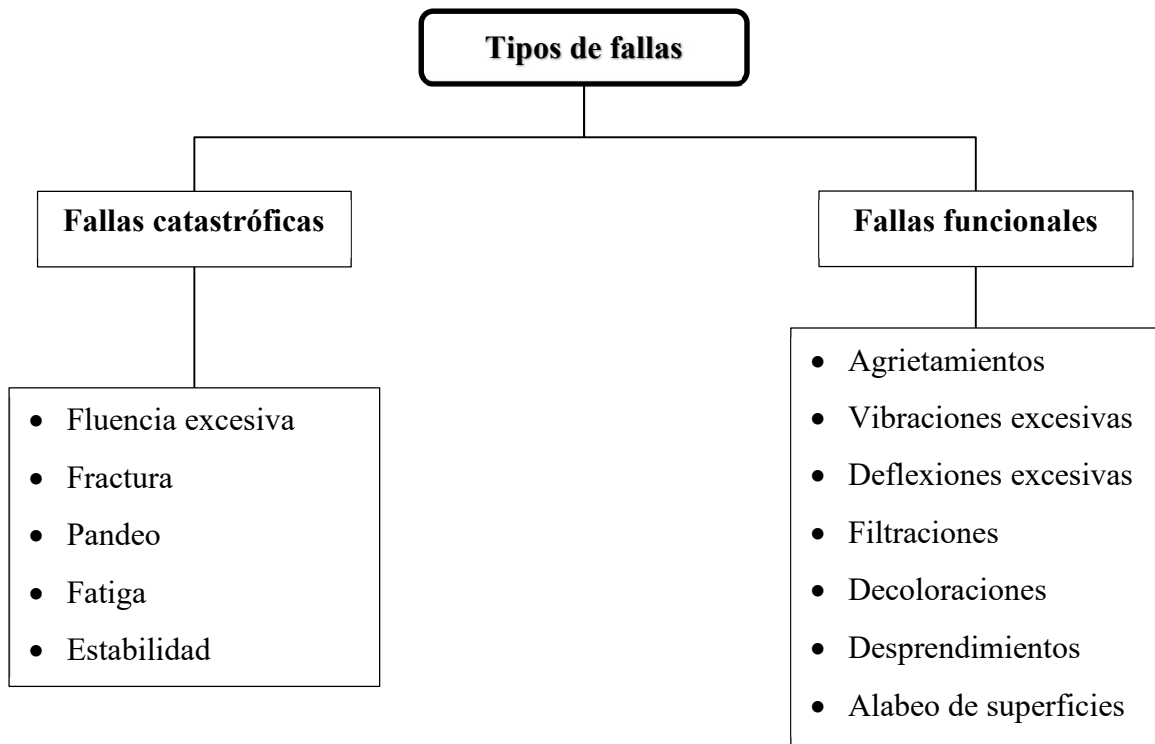 Tipos de fallas
Fallas catastróficas
Fallas funcionales
• Fluencia excesiva
• Fractura
• Pandeo
• Fatiga
• Estabilidad
• Agrietamientos
• Vibraciones excesivas
• Deflexiones excesivas
• Filtraciones
• Decoloraciones
• Desprendimientos
• Alabeo de superficies